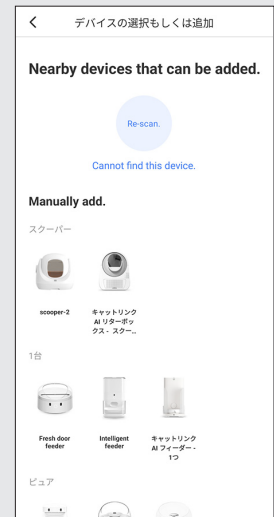 デバイスの選択もしくは追加
Nearby devices that can be added.
Re-scan.
Cannot find this device.
Manually add.
スクーパー
scooper-2
キャットリンク
AI リターボッ
クス - スクー...
1台
Fresh door
feeder
Intelligent
feeder
キャットリンク
AI フィーダー -
1つ
ピュア